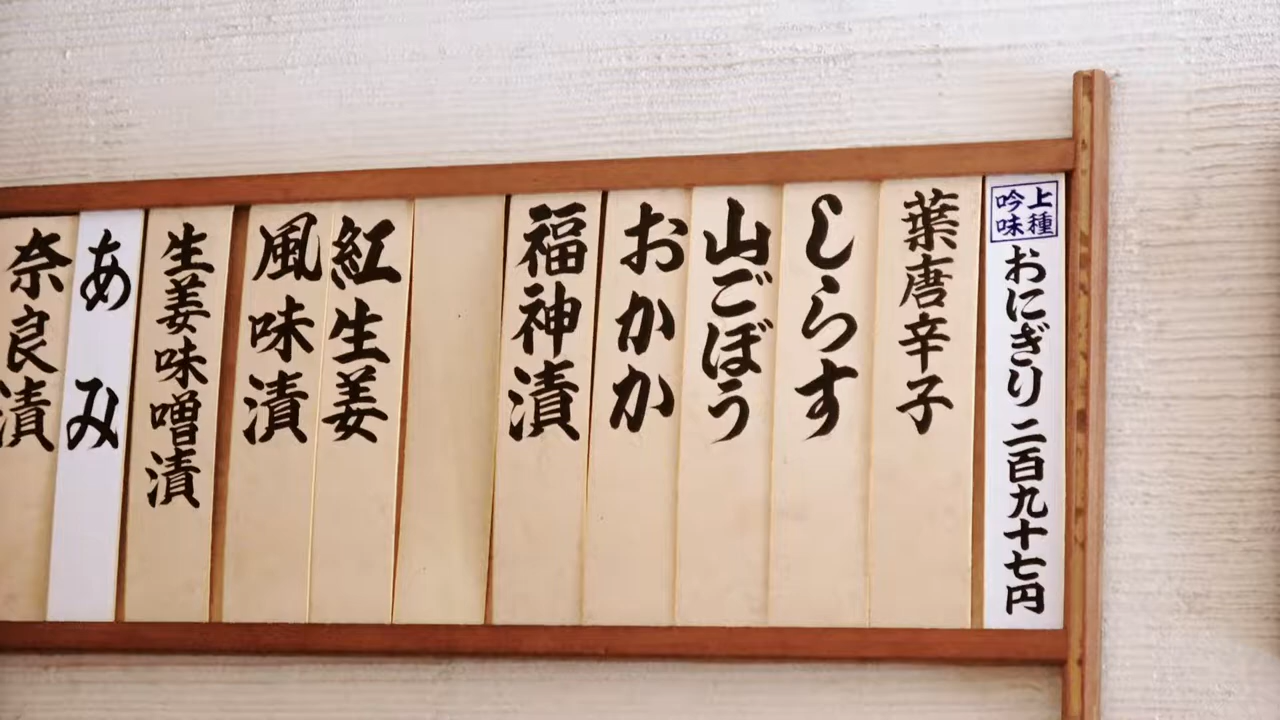 上種
吟味
おにぎり 二百九十七円
葉唐辛子
しらす
山ごぼう
おかか
福神漬
紅生姜
風味漬
生姜味噌漬
あみ
奈良漬